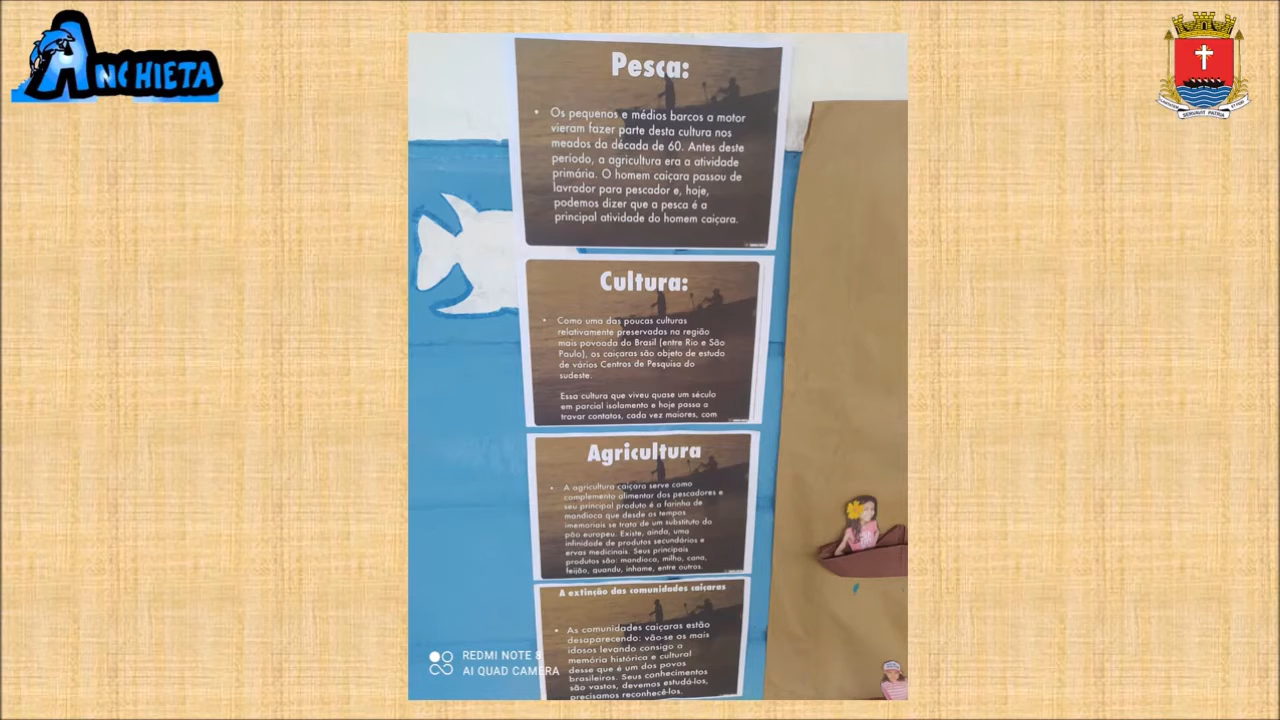 ANCHIETA
SERVAVIT PATRIA
Pesca:
• Os pequenos e médios barcos a motor
vieram fazer parte desta cultura nos
meados da década de 60. Antes deste
período, a agricultura era a atividade
primária. O homem caiçara passou de
lavrador para pescador e, hoje,
podemos dizer que a pesca é a
principal atividade do homem caiçara.
Cultura:
• Como uma das poucas culturas
relativamente preservadas na região
mais povoada do Brasil (entre Rio e São
Paulo), os caiçaras são objeto de estudo
de vários Centros de Pesquisa do
sudeste.
Essa cultura que viveu quase um século
em parcial isolamento e hoje passa a
travar contatos, cada vez maiores, com
Agricultura
• A agricultura caiçara serve como
complemento alimentar dos pescadores e
seu principal produto é a farinha de
mandioca que desde os tempos
imemoriais se trata de um substituto do
pão europeu. Existe, ainda, uma
infinidade de produtos secundários e
ervas medicinais. Seus principais
produtos são: mandioca, milho, cana,
feijão, guandu, inhame, entre outros.
A extinção das comunidades caiçaras
• As comunidades caiçaras estão
desaparecendo: vão-se os mais
idosos levando consigo a
memória histórica e cultural
desse que é um dos povos
brasileiros. Seus conhecimentos
são vastos, devemos estudá-los,
precisamos reconhecê-los.
REDMI NOTE 8
AI QUAD CAMERA